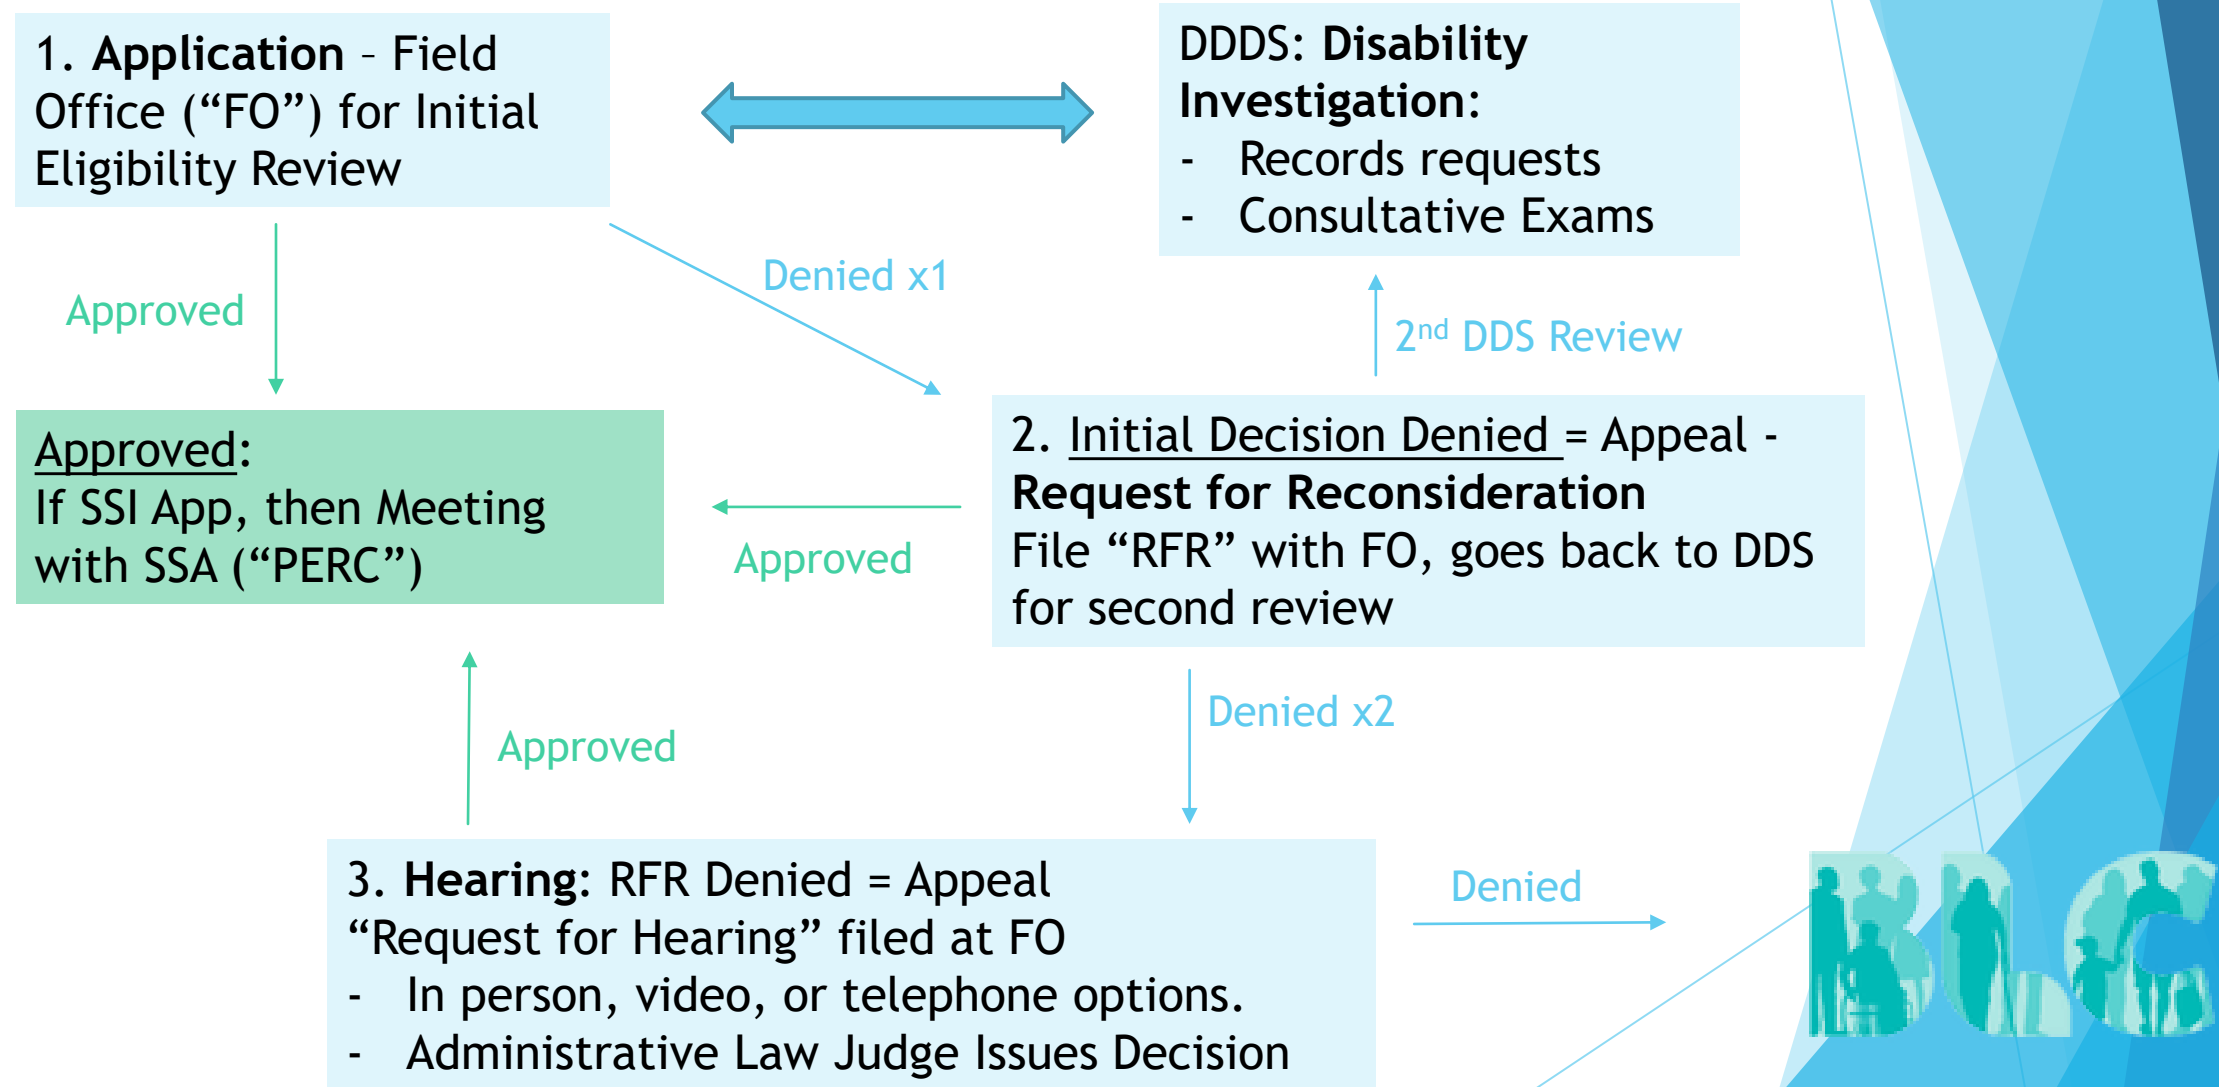 1. Application – Field
Office (“FO”) for Initial
Eligibility Review
DDDS: Disability
Investigation:
- Records requests
- Consultative Exams
Denied x1
Approved
2nd DDS Review
Approved:
If SSI App, then Meeting
with SSA (“PERC”)
2. Initial Decision Denied = Appeal -
Request for Reconsideration
File “RFR” with FO, goes back to DDS
for second review
Approved
Denied x2
Approved
3. Hearing: RFR Denied = Appeal
“Request for Hearing” filed at FO
- In person, video, or telephone options.
- Administrative Law Judge Issues Decision
Denied
BLC